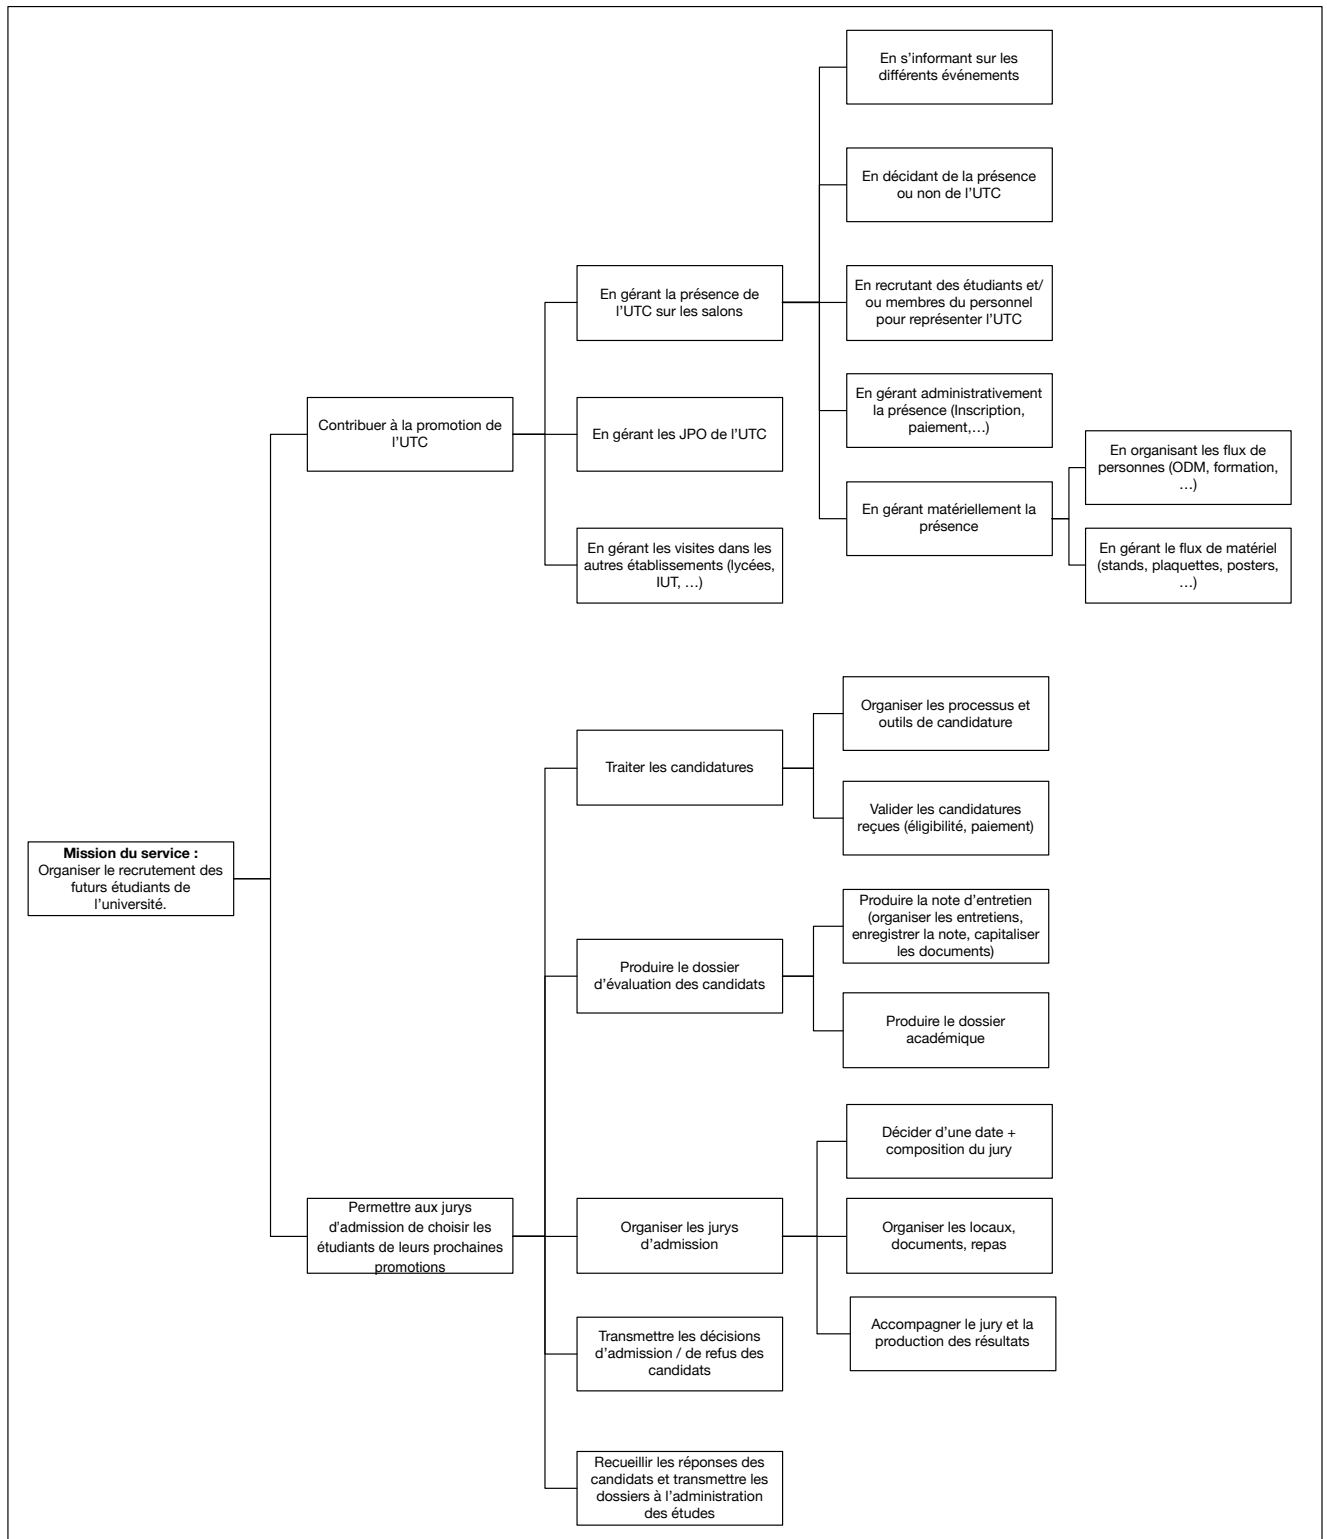 En s'informant sur les
différents événements
En décidant de la présence
ou non de l'UTC
En gérant la présence de
l'UTC sur les salons
En recrutant des étudiants et/
ou membres du personnel
pour représenter l'UTC
Contribuer à la promotion de
l'UTC
En gérant les JPO de l'UTC
En gérant administrativement
la présence (Inscription,
paiement,…)
En gérant matériellement la
présence
En organisant les flux de
personnes (ODM, formation,
…)
En gérant le flux de matériel
(stands, plaquettes, posters,
…)
En gérant les visites dans les
autres établissements (lycées,
IUT, …)
Mission du service :
Organiser le recrutement des
futurs étudiants de
l'université.
Traiter les candidatures
Organiser les processus et
outils de candidature
Valider les candidatures
reçues (éligibilité, paiement)
Produire le dossier
d'évaluation des candidats
Produire la note d'entretien
(organiser les entretiens,
enregistrer la note, capitaliser
les documents)
Produire le dossier
académique
Permettre aux jurys
d'admission de choisir les
étudiants de leurs prochaines
promotions
Organiser les jurys
d'admission
Décider d'une date +
composition du jury
Organiser les locaux,
documents, repas
Accompagner le jury et la
production des résultats
Transmettre les décisions
d'admission / de refus des
candidats
Recueillir les réponses des
candidats et transmettre les
dossiers à l'administration
des études